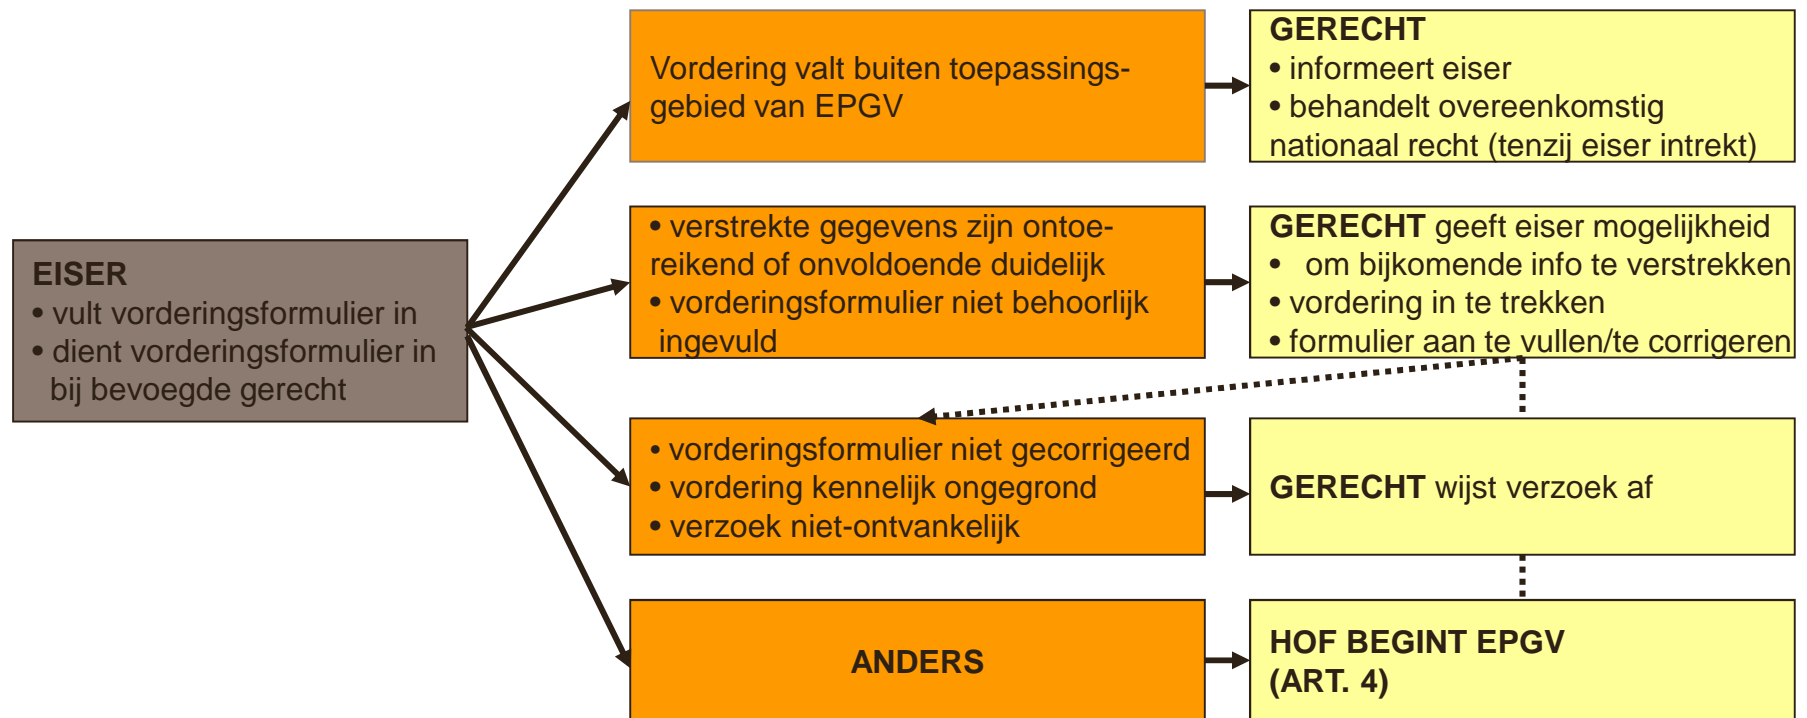 EISER
• vult vorderingsformulier in
• dient vorderingsformulier in
bij bevoegde gerecht
Vordering valt buiten toepassings-
gebied van EPGV
GERECHT
• informeert eiser
• behandelt overeenkomstig
nationaal recht (tenzij eiser intrekt)
• verstrekte gegevens zijn ontoe-
reikend of onvoldoende duidelijk
• vorderingsformulier niet behoorlijk
ingevuld
GERECHT geeft eiser mogelijkheid
• om bijkomende info te verstrekken
• vordering in te trekken
• formulier aan te vullen/te corrigeren
• vorderingsformulier niet gecorrigeerd
• vordering kennelijk ongegrond
• verzoek niet-ontvankelijk
GERECHT wijst verzoek af
ANDERS
HOF BEGINT EPGV
(ART. 4)